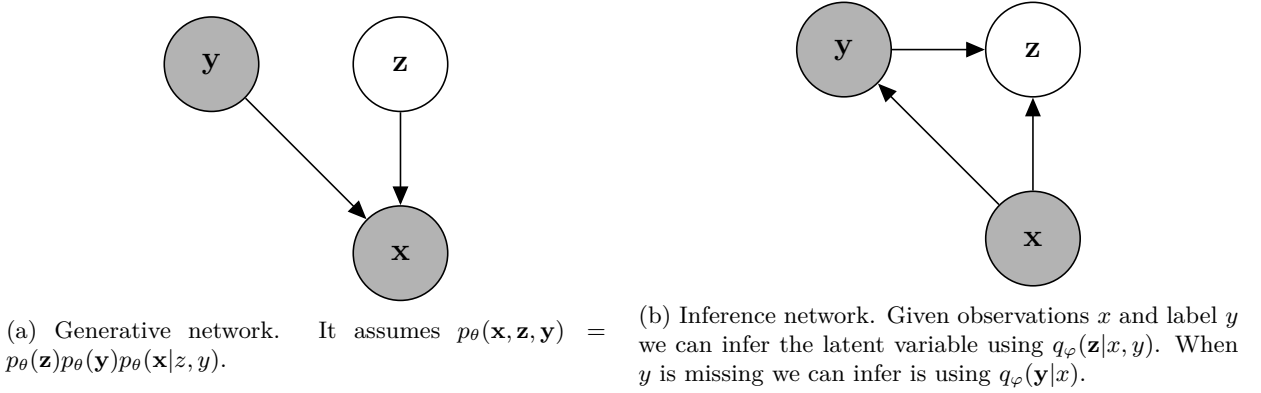 y
z
x
(a) Generative network. It assumes pθ(x, z, y) =
pθ(z)pθ(y)pθ(x|z, y).
y
z
x
(b) Inference network. Given observations x and label y
we can infer the latent variable using qφ(z|x, y). When
y is missing we can infer is using qφ(y|x).